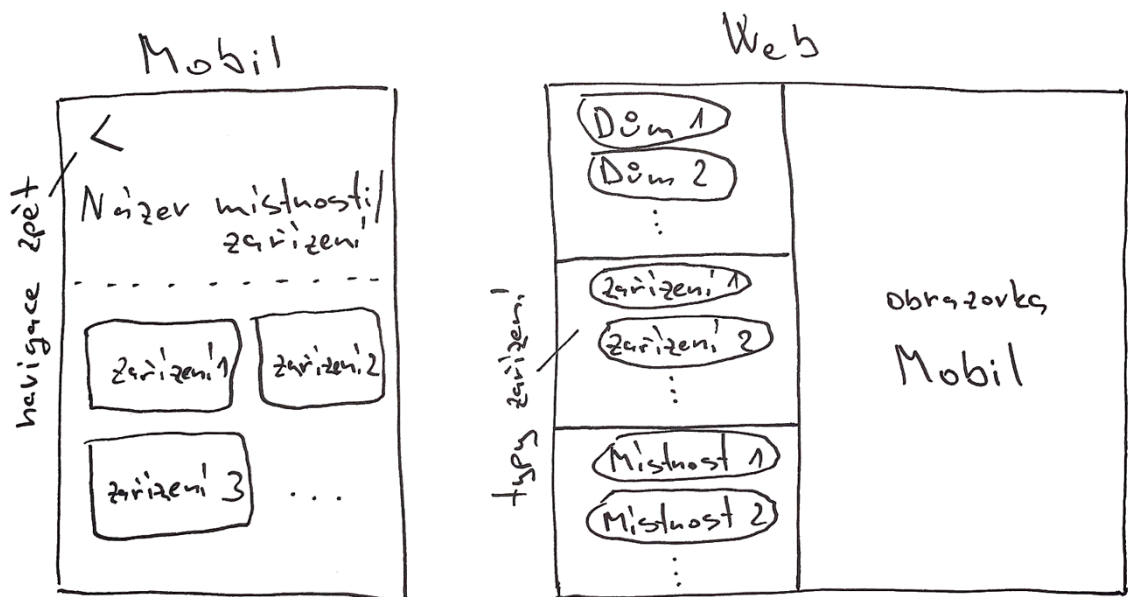 Mobil
<
navigace zpět
Název místnosti/
zařízení
zařízení 1
zařízení 2
zařízení 3
...
Web
Dům 1
Dům 2
...
typy zařízení
zařízení 1
zařízení 2
...
Místnost 1
Místnost 2
...
obrazovka
Mobil